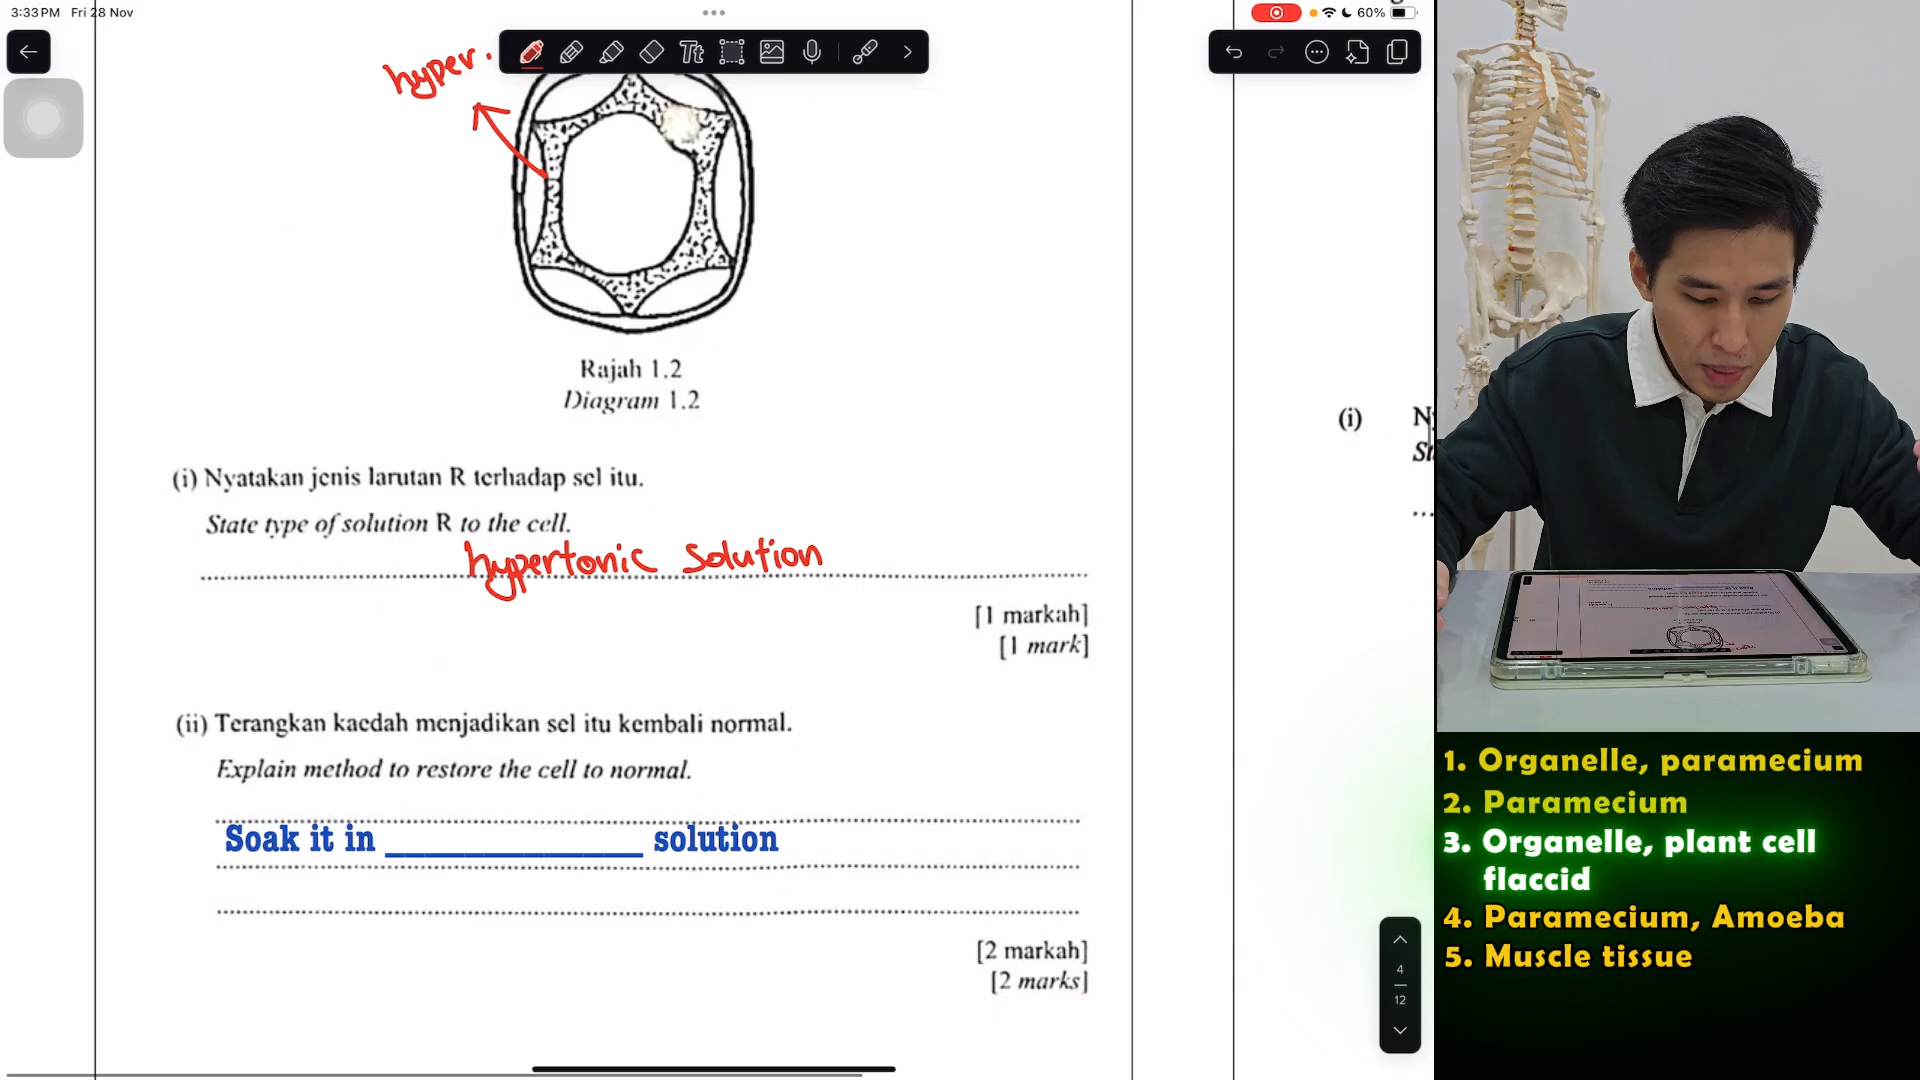 3:33PM Fri 28 Nov
60%
hyper.
Tt
Rajah 1.2
Diagram 1.2
(i) Nyatakan jenis larutan R terhadap sel itu.
State type of solution R to the cell.
hypertonic solution
[1 markah]
[1 mark]
(ii) Terangkan kaedah menjadikan sel itu kembali normal.
Explain method to restore the cell to normal.
Soak it in ______________ solution
[2 markah]
[2 marks]
(i)
4
12
1. Organelle, paramecium
2. Paramecium
3. Organelle, plant cell
flaccid
4. Paramecium, Amoeba
5. Muscle tissue